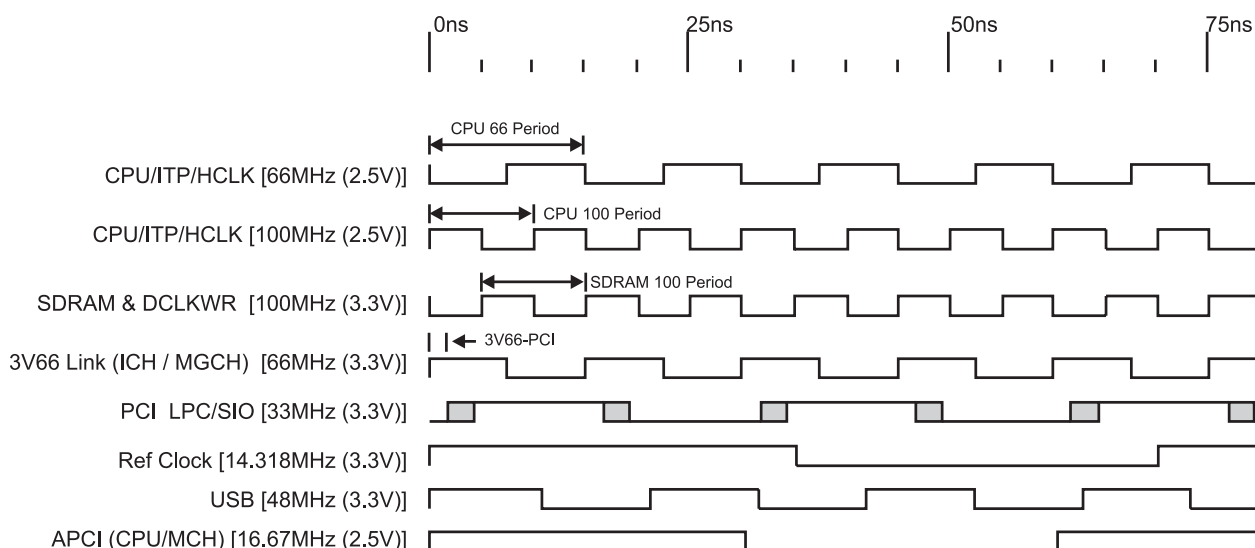 0ns 25ns 50ns 75ns
CPU 66 Period
CPU/ITP/HCLK [66MHz (2.5V)]
CPU 100 Period
CPU/ITP/HCLK [100MHz (2.5V)]
SDRAM 100 Period
SDRAM & DCLKWR [100MHz (3.3V)]
3V66-PCI
3V66 Link (ICH / MGCH) [66MHz (3.3V)]
PCI LPC/SIO [33MHz (3.3V)]
Ref Clock [14.318MHz (3.3V)]
USB [48MHz (3.3V)]
APCI (CPU/MCH) [16.67MHz (2.5V)]